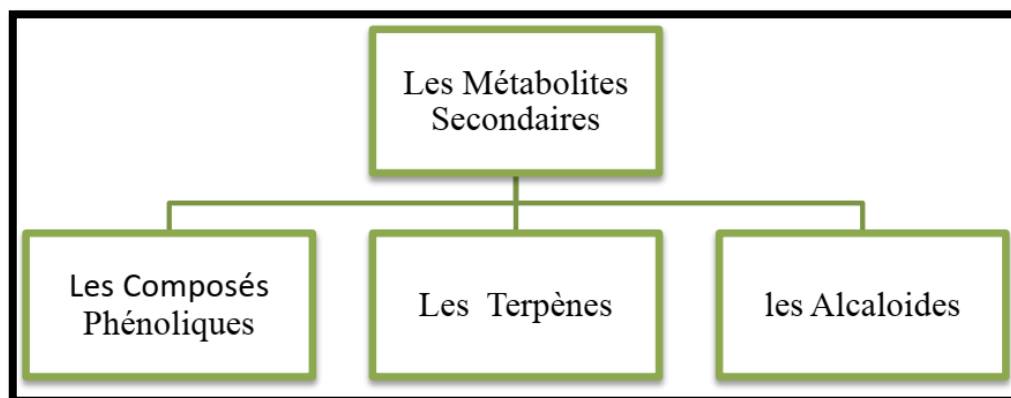 Les Métabolites
Secondaires
Les Composés
Phénoliques
Les Terpènes
les Alcaloides